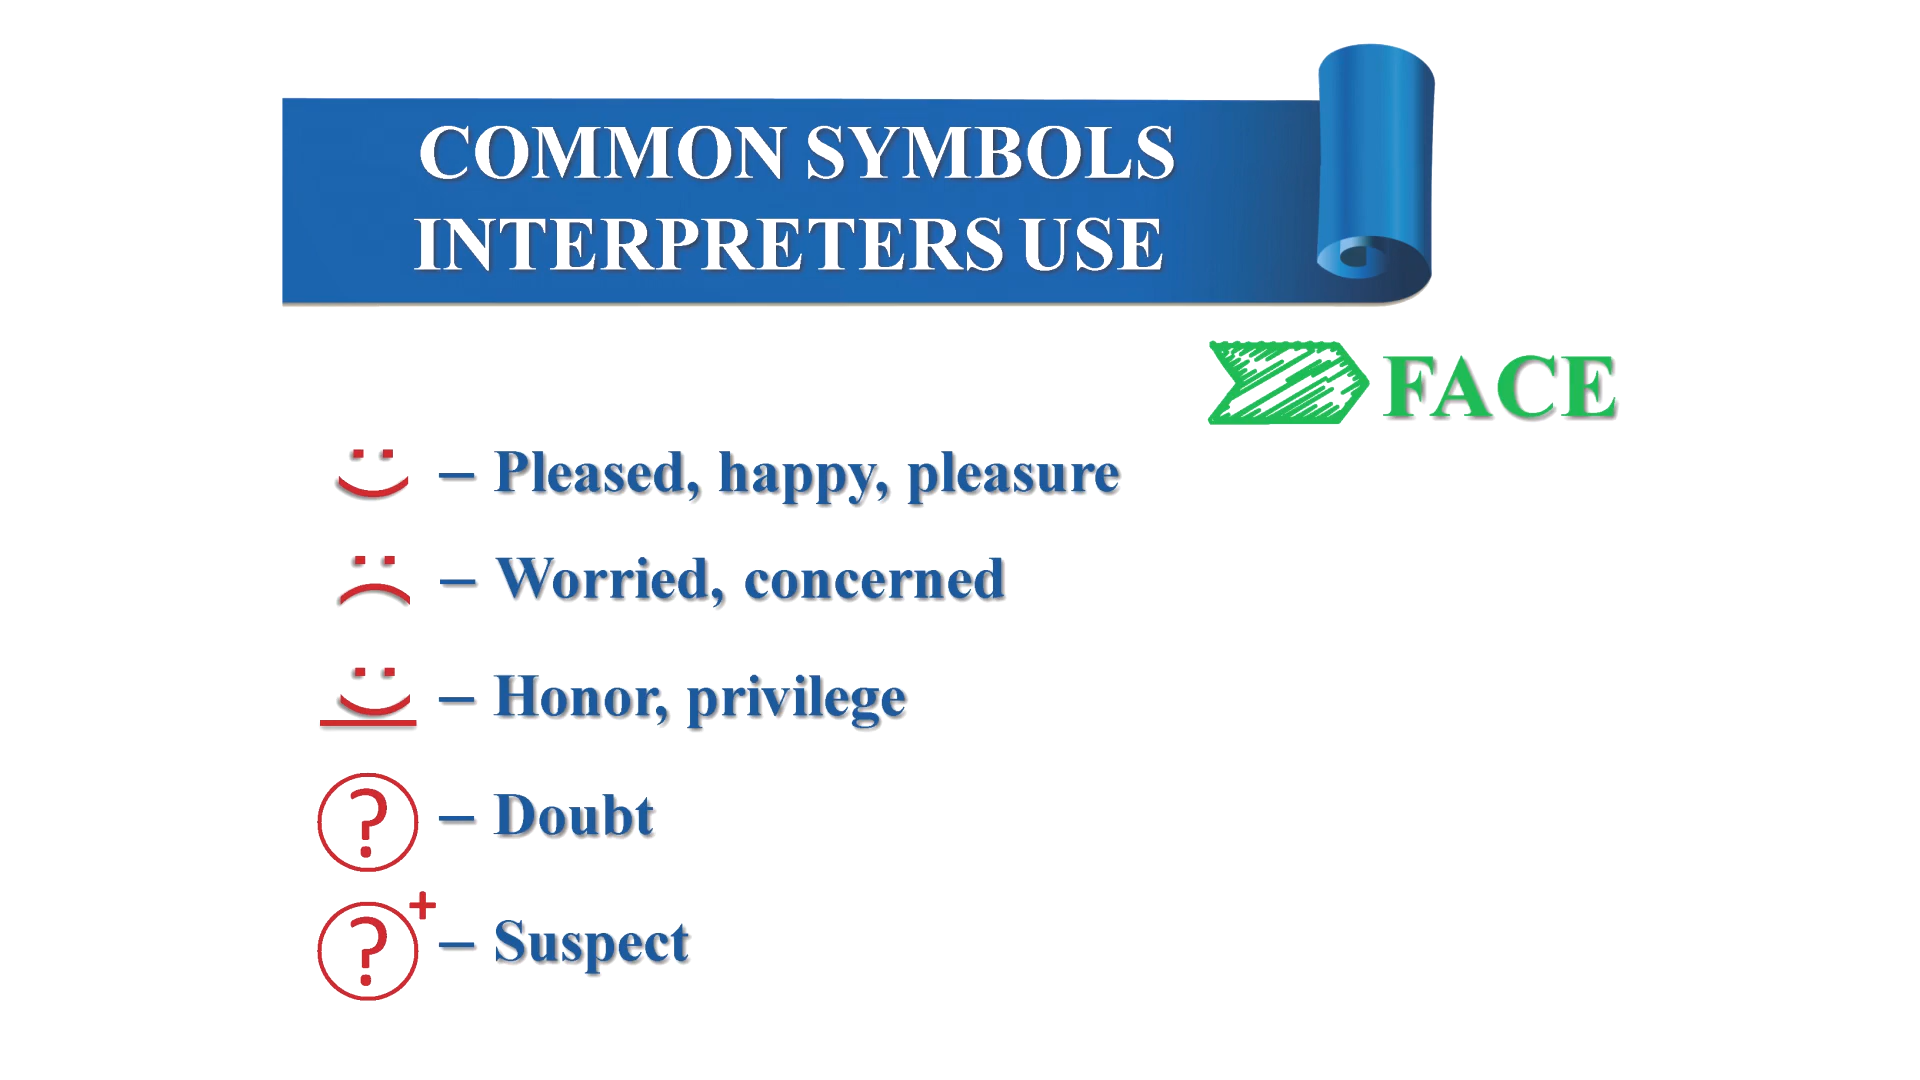 COMMON SYMBOLS
INTERPRETERS USE
FACE
– Pleased, happy, pleasure
– Worried, concerned
– Honor, privilege
? – Doubt
?+ – Suspect